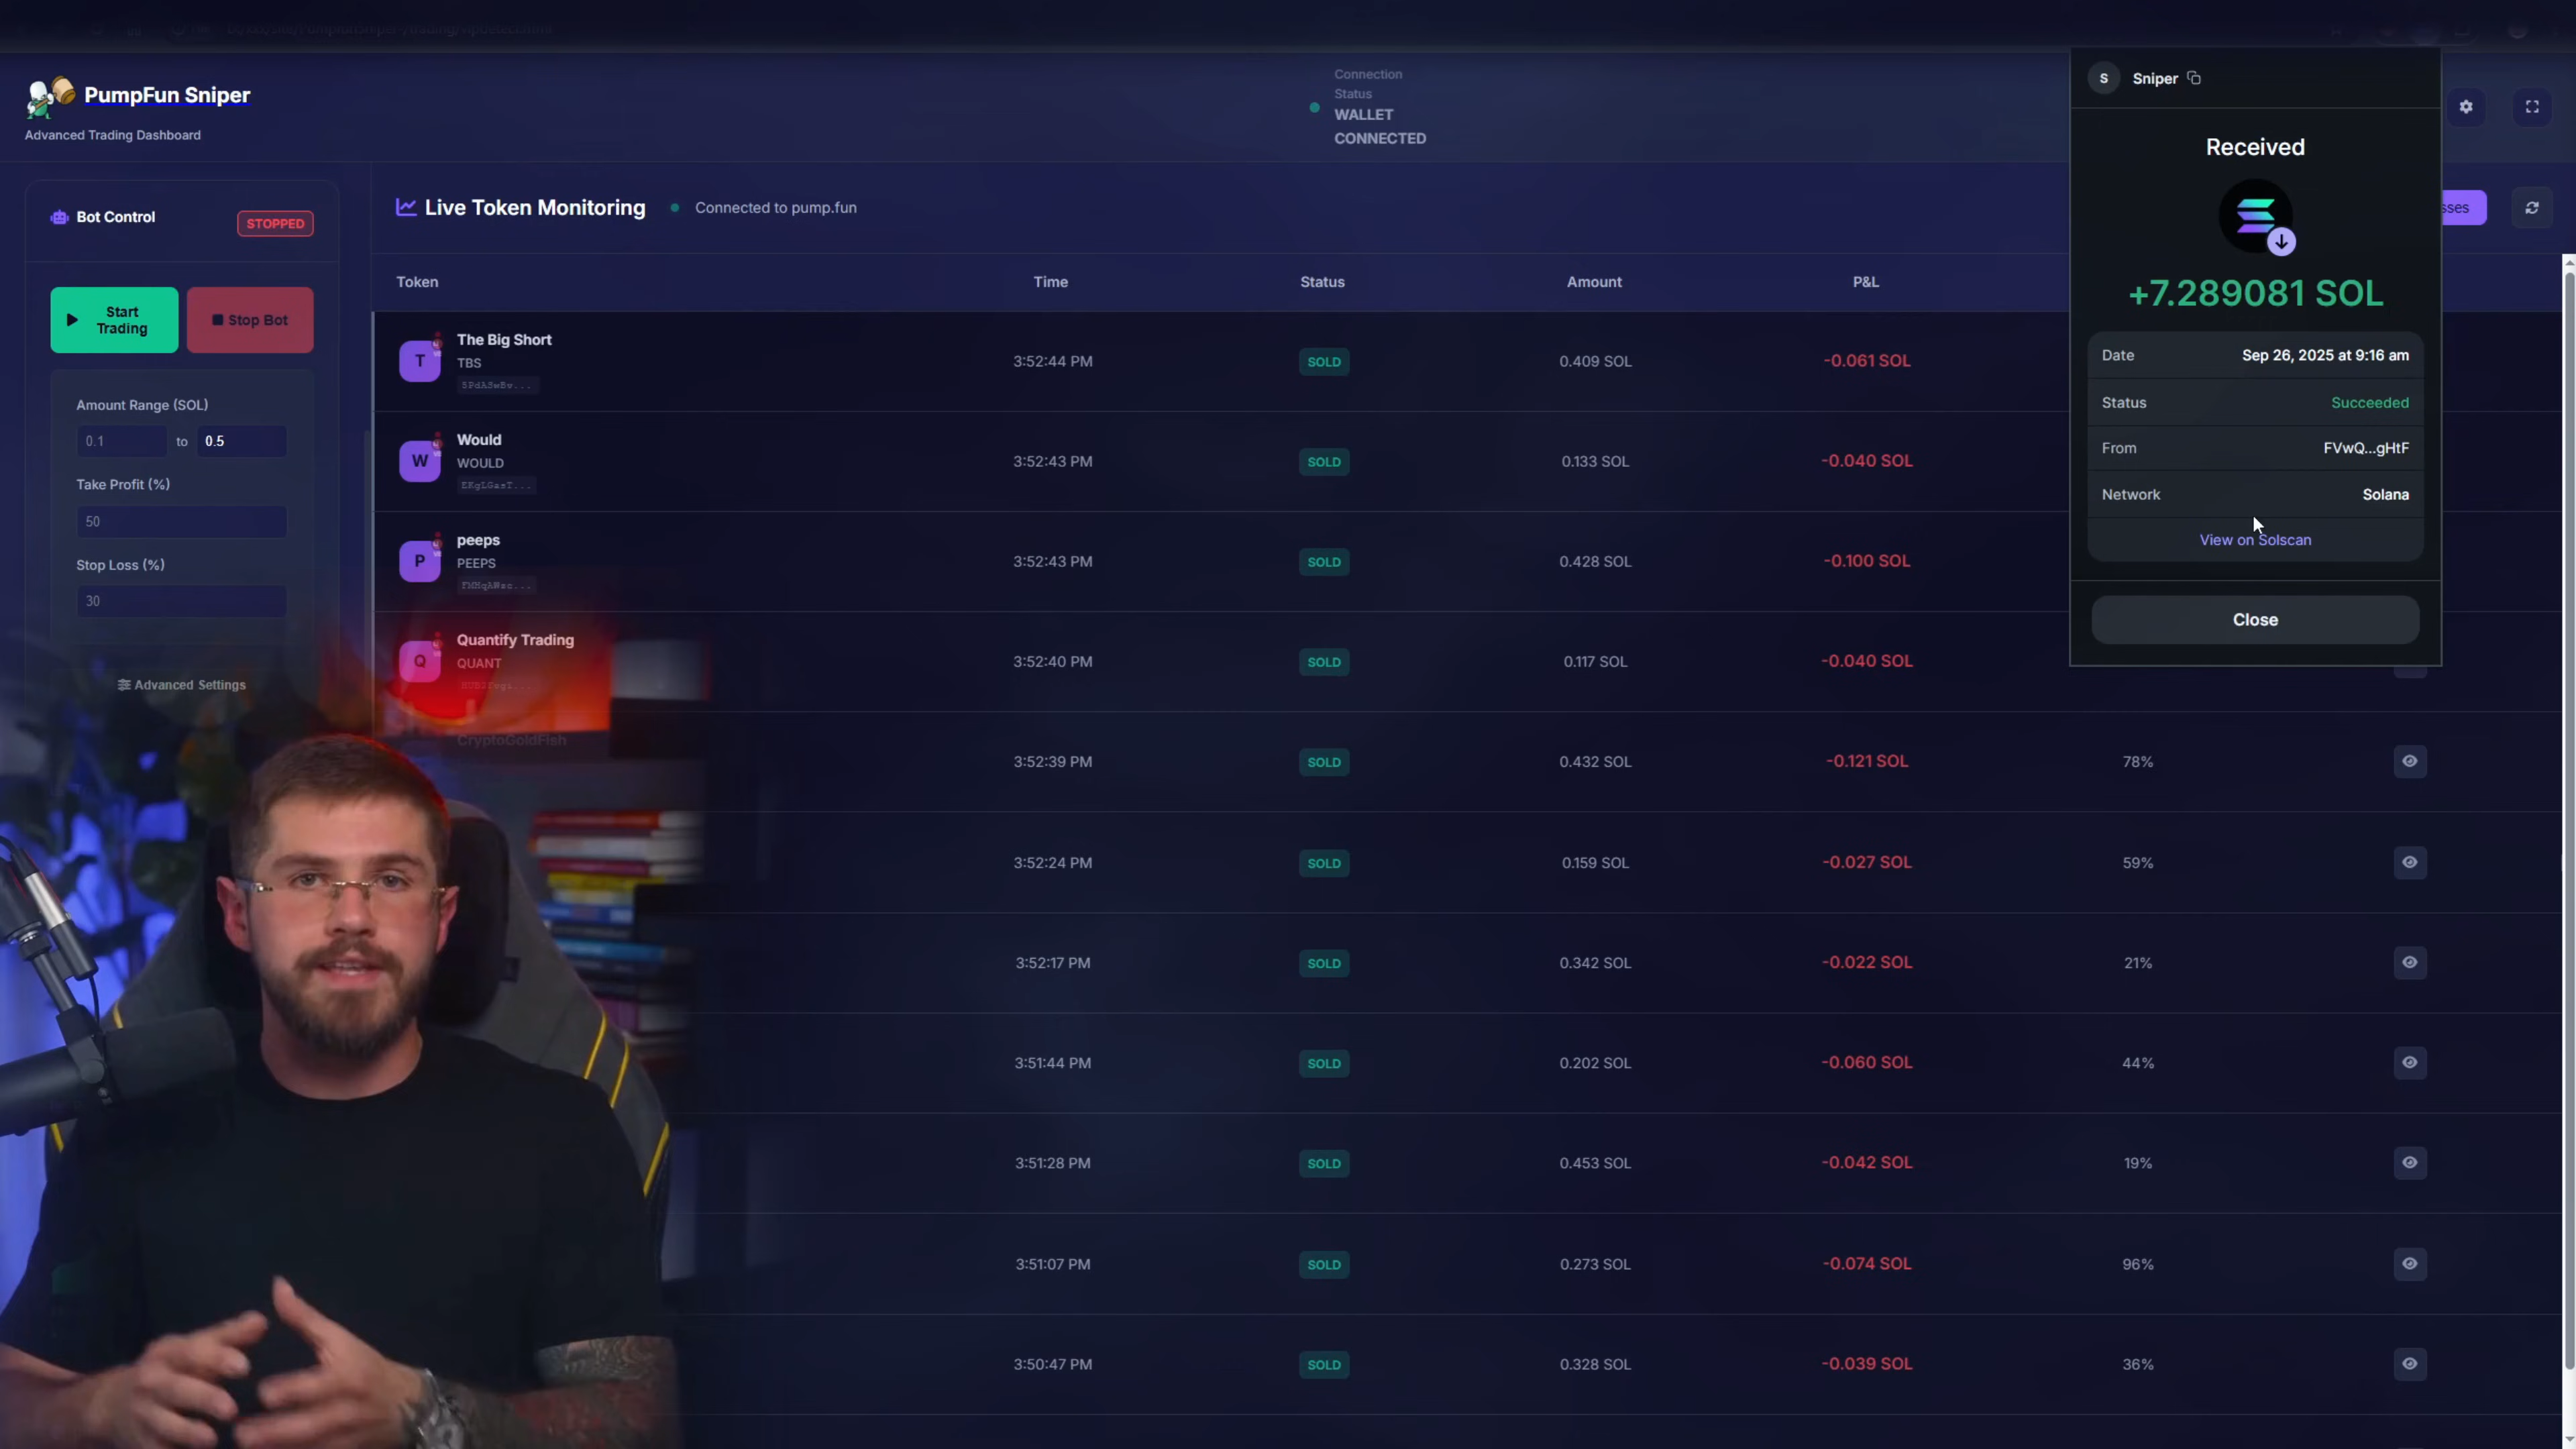 PumpFun Sniper
Advanced Trading Dashboard
Connection
Status
WALLET
CONNECTED
Bot Control
STOPPED
Start
Trading
Stop Bot
Amount Range (SOL)
0.1 to 0.5
Take Profit (%)
50
Stop Loss (%)
30
Advanced Settings
Live Token Monitoring
Connected to pump.fun
Token Time Status Amount P&L
The Big Short
TBS
3:52:44 PM SOLD 0.409 SOL -0.061 SOL
Would
WOULD
3:52:43 PM SOLD 0.133 SOL -0.040 SOL
peeps
PEEPS
3:52:43 PM SOLD 0.428 SOL -0.100 SOL
Quantify Trading
QUANT
3:52:40 PM SOLD 0.117 SOL -0.040 SOL
CryptoGoldFish
3:52:39 PM SOLD 0.432 SOL -0.121 SOL 78%
3:52:24 PM SOLD 0.159 SOL -0.027 SOL 59%
3:52:17 PM SOLD 0.342 SOL -0.022 SOL 21%
3:51:44 PM SOLD 0.202 SOL -0.060 SOL 44%
3:51:28 PM SOLD 0.453 SOL -0.042 SOL 19%
3:51:07 PM SOLD 0.273 SOL -0.074 SOL 96%
3:50:47 PM SOLD 0.328 SOL -0.039 SOL 36%
S Sniper
Received
+7.289081 SOL
Date Sep 26, 2025 at 9:16 am
Status Succeeded
From FVwQ...gHtF
Network Solana
View on Solscan
Close
T
W
P
Q